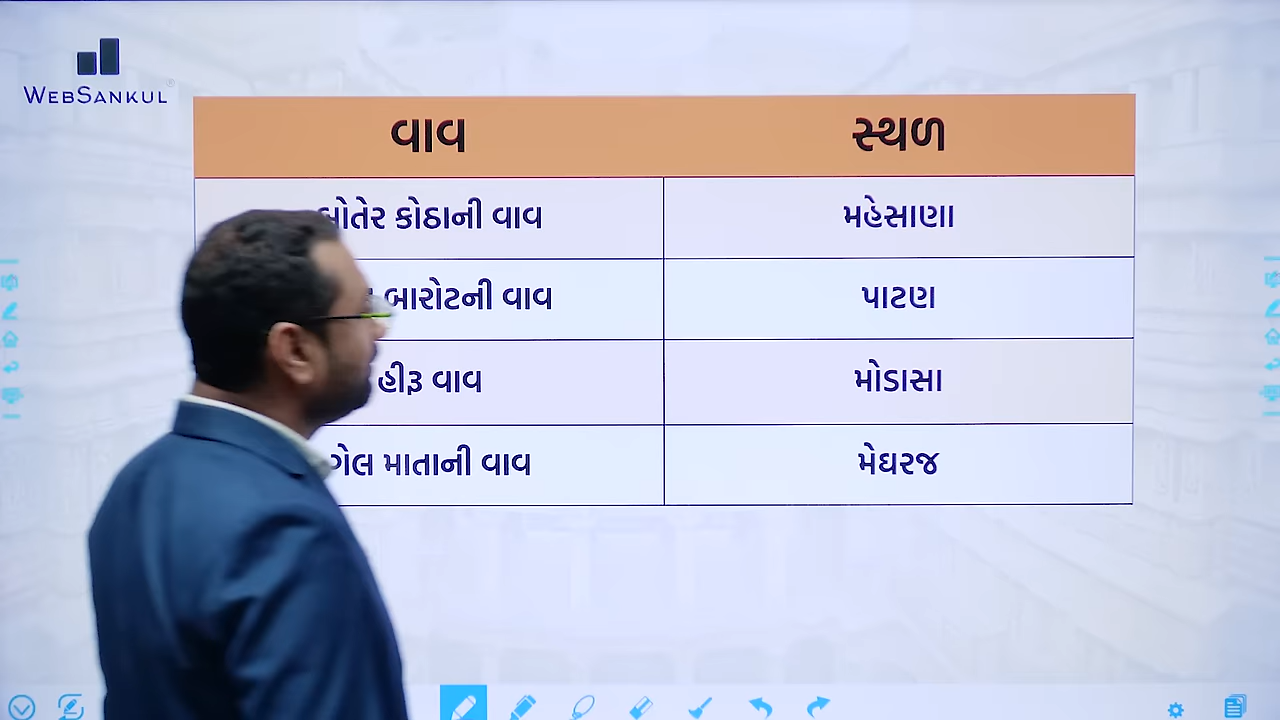 WEBSANKUL
વાવ સ્થળ
કોઠાની વાવ મહેસાણા
બારોટની વાવ પાટણ
હીરૂ વાવ મોડાસા
માતાની વાવ મેઘરજ